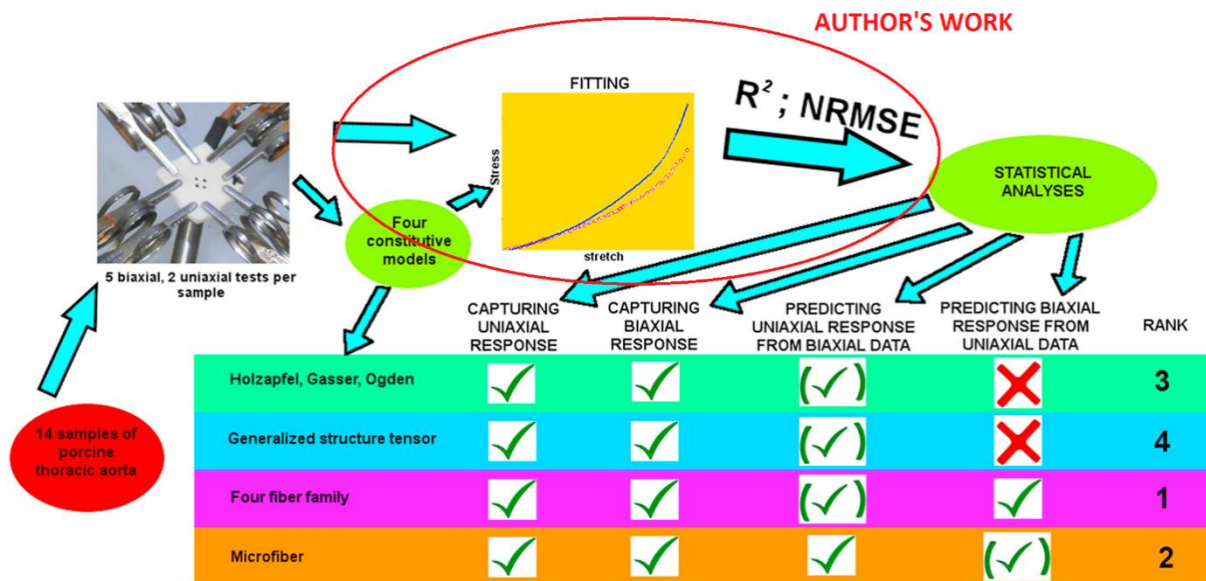 AUTHOR'S WORK
FITTING
Stress
stretch
R² ; NRMSE
STATISTICAL
ANALYSES
Four
constitutive
models
5 biaxial, 2 uniaxial tests per
sample
14 samples of
porcine
thoracic aorta
CAPTURING
UNIAXIAL
RESPONSE
CAPTURING
BIAXIAL
RESPONSE
PREDICTING
UNIAXIAL RESPONSE
FROM BIAXIAL DATA
PREDICTING BIAXIAL
RESPONSE FROM
UNIAXIAL DATA
RANK
Holzapfel, Gasser, Ogden
3
Generalized structure tensor
4
Four fiber family
1
Microfiber
2